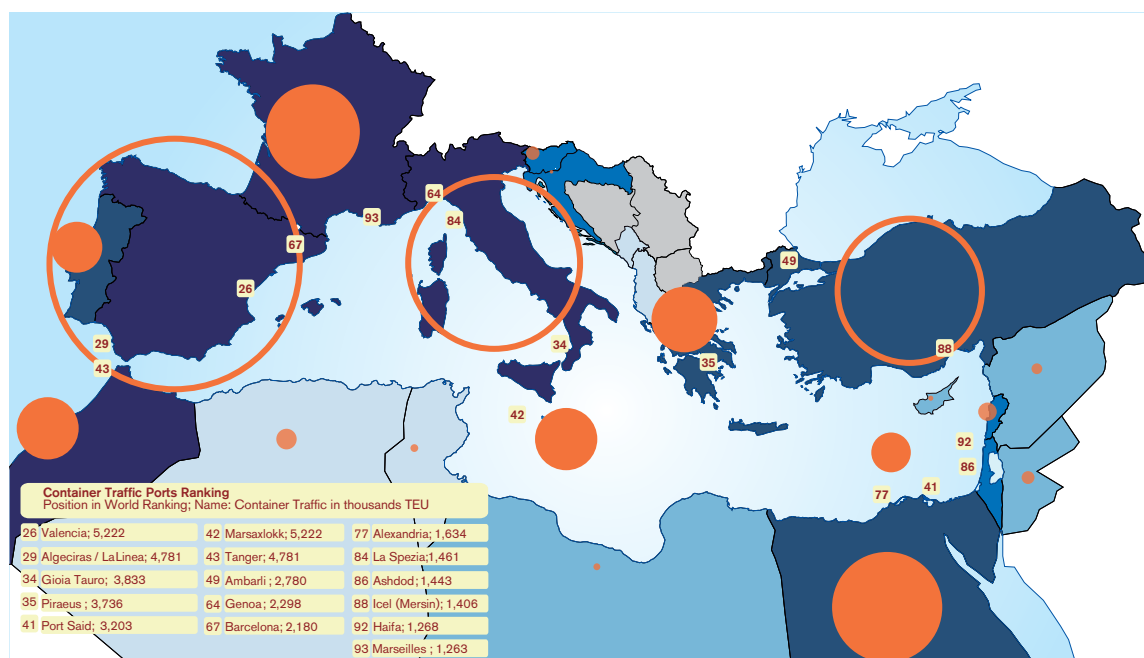 64
93
84
67
49
26
29
34
88
43
35
42
92
86
41
77
Container Traffic Ports Ranking
Position in World Ranking; Name: Container Traffic in thousands TEU
26 Valencia; 5,222
29 Algeciras / LaLinea; 4,781
34 Gioia Tauro; 3,833
35 Piraeus ; 3,736
41 Port Said; 3,203
42 Marsaxlokk; 5,222
43 Tanger; 4,781
49 Ambarli ; 2,780
64 Genoa; 2,298
67 Barcelona; 2,180
77 Alexandria; 1,634
84 La Spezia;1,461
86 Ashdod; 1,443
88 Icel (Mersin); 1,406
92 Haifa; 1,268
93 Marseilles ; 1,263